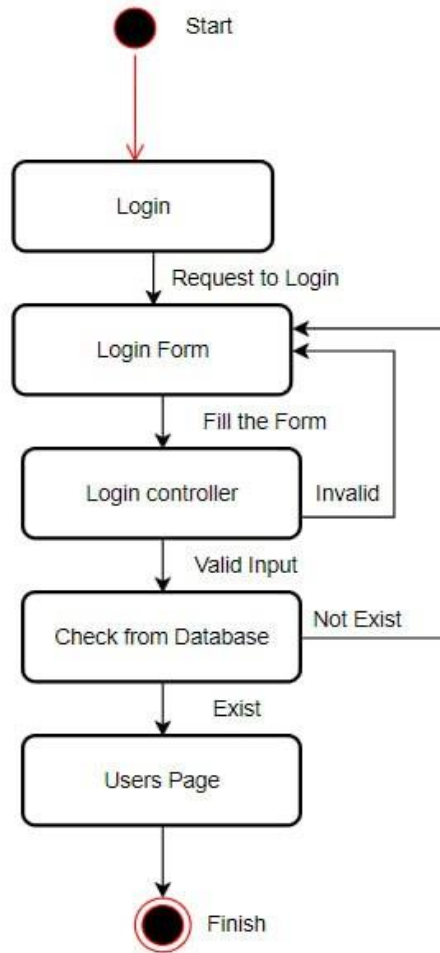 Start
Login
Request to Login
Login Form
Fill the Form
Login controller
Invalid
Valid Input
Check from Database
Not Exist
Exist
Users Page
Finish